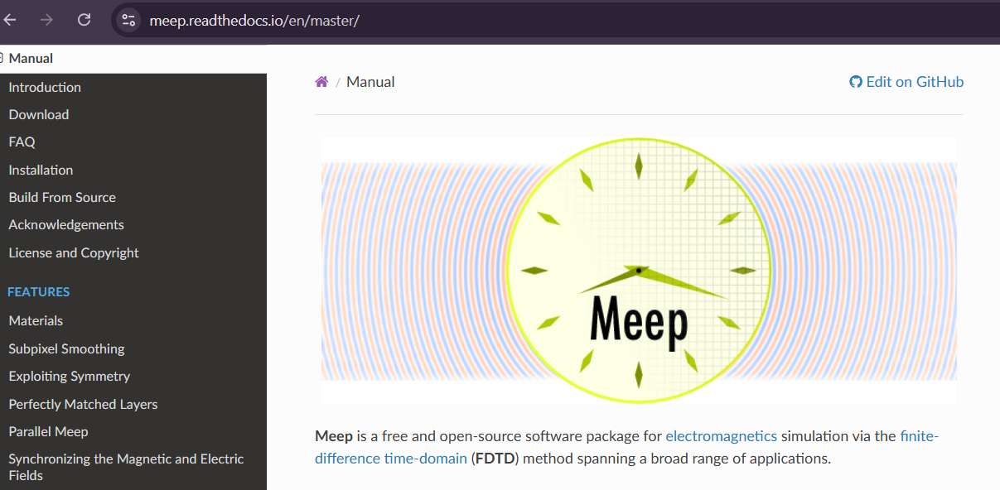 meep.readthedocs.io/en/master/
Manual
Introduction
Download
FAQ
Installation
Build From Source
Acknowledgements
License and Copyright
FEATURES
Materials
Subpixel Smoothing
Exploiting Symmetry
Perfectly Matched Layers
Parallel Meep
Synchronizing the Magnetic and Electric
Fields
/ Manual
Edit on GitHub
Meep
Meep is a free and open-source software package for electromagnetics simulation via the finite-
difference time-domain (FDTD) method spanning a broad range of applications.